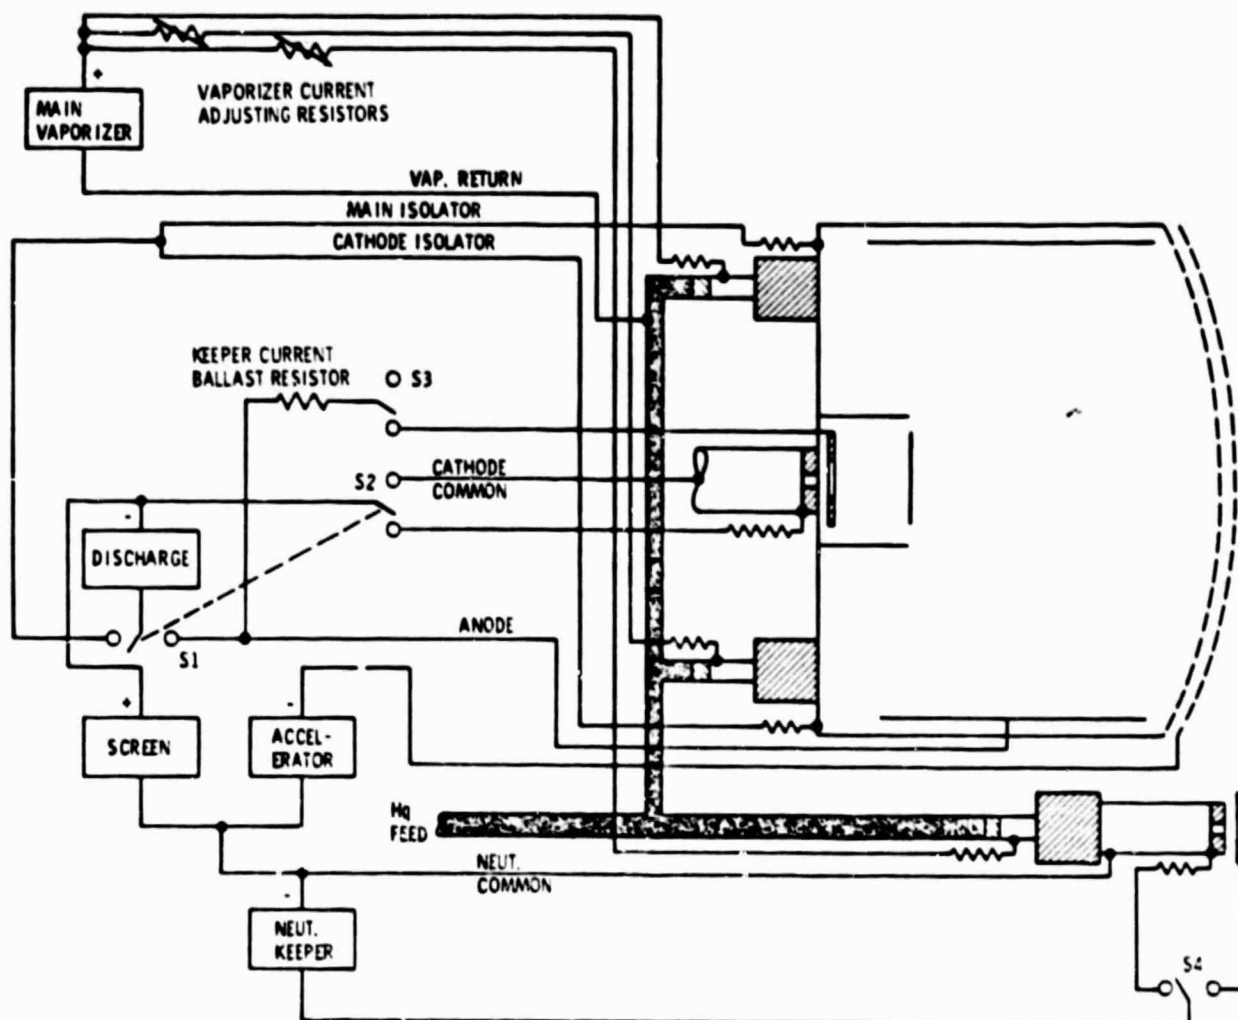 +
MAIN
VAPORIZER
VAPORIZER CURRENT
ADJUSTING RESISTORS
VAP. RETURN
MAIN ISOLATOR
CATHODE ISOLATOR
KEEPER CURRENT
BALLAST RESISTOR
S3
S2
CATHODE
COMMON
-
DISCHARGE
S1
ANODE
+
SCREEN
-
ACCEL-
ERATOR
Hg
FEED
NEUT.
COMMON
-
NEUT.
KEEPER
S4